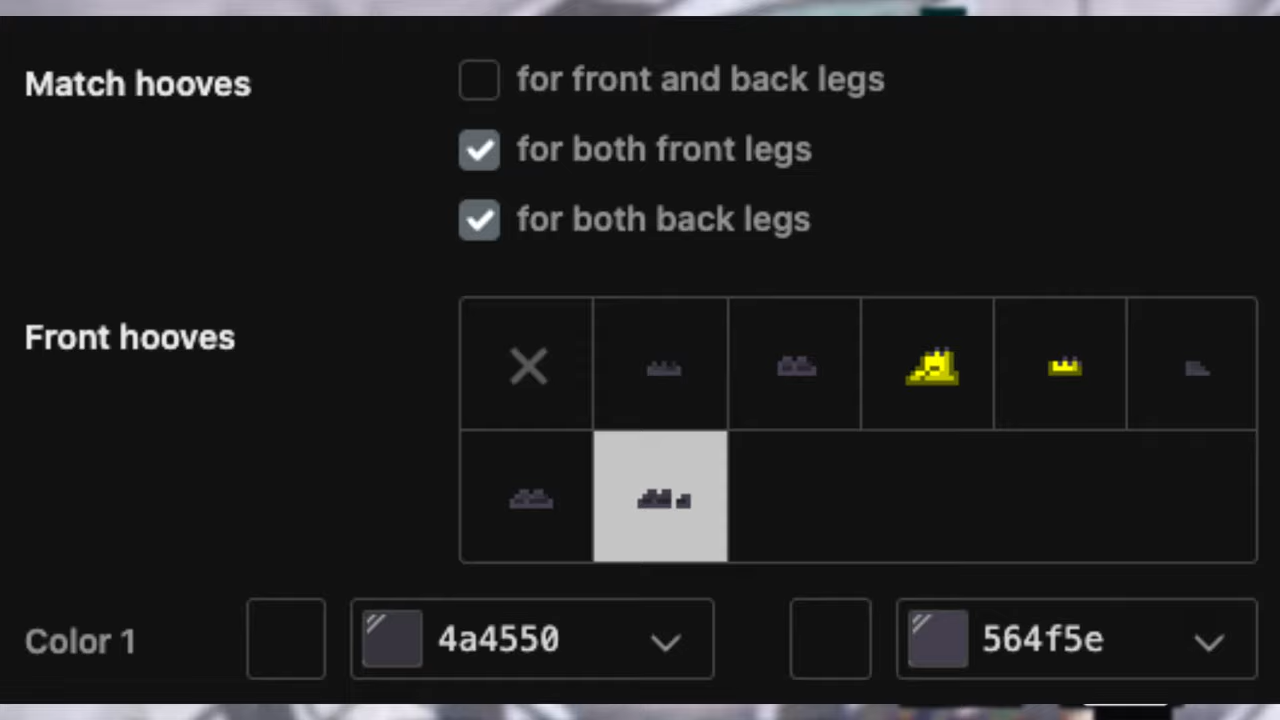 Match hooves
for front and back legs
for both front legs
for both back legs
Front hooves
Color 1
4a4550
564f5e